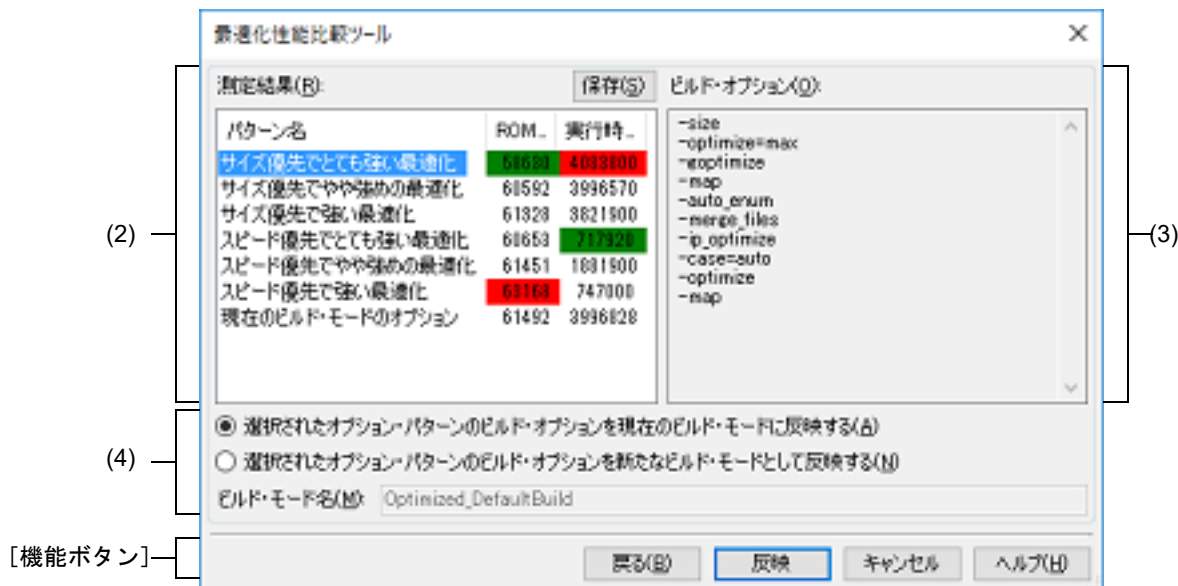 最適化性能比較ツール
測定結果(R):
保存(S)
ビルド・オプション(O):
パターン名 ROM... 実行時...
サイズ優先でとても強い最適化 58680 4093800
サイズ優先でやや強めの最適化 60592 3996570
サイズ優先で強い最適化 61328 3821900
スピード優先でとても強い最適化 60653 717920
スピード優先でやや強めの最適化 61451 1881900
スピード優先で強い最適化 63168 747000
現在のビルド・モードのオプション 61492 3996828
-size
-optimize=max
-goptimize
-map
-auto_enum
-merge_files
-ip_optimize
-case=auto
-optimize
-map
(2)
(3)
選択されたオプション・パターンのビルド・オプションを現在のビルド・モードに反映する(A)
選択されたオプション・パターンのビルド・オプションを新たなビルド・モードとして反映する(N)
(4)
ビルド・モード名(M): Optimized_DefaultBuild
[機能ボタン]
戻る(B) 反映 キャンセル ヘルプ(H)